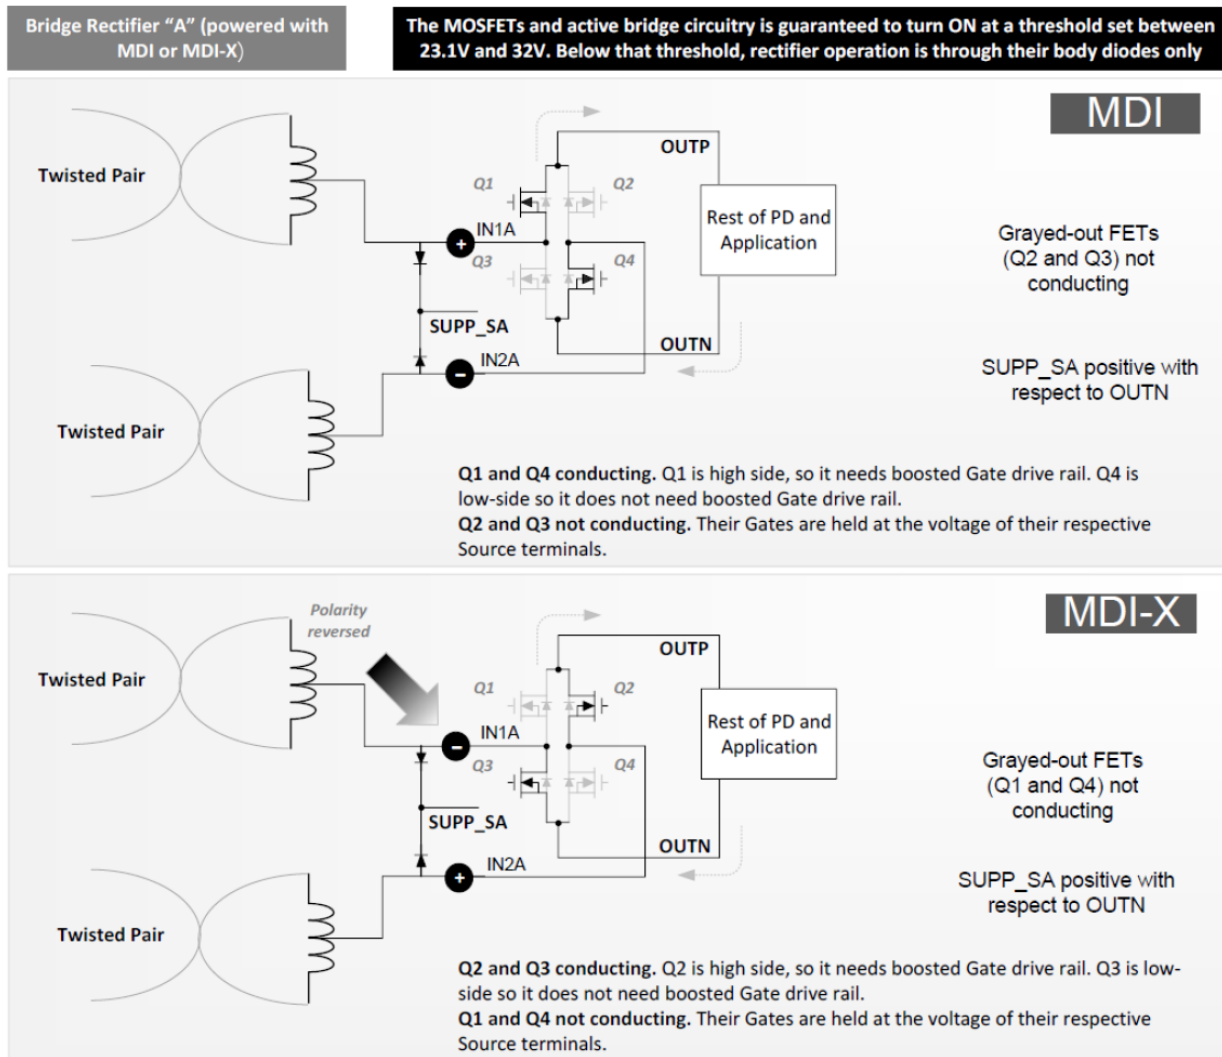 Bridge Rectifier “A” (powered with
MDI or MDI-X)
The MOSFETs and active bridge circuitry is guaranteed to turn ON at a threshold set between
23.1V and 32V. Below that threshold, rectifier operation is through their body diodes only
MDI
Twisted Pair
OUTP
Q1
Q2
Rest of PD and
Application
IN1A
+
Q3
Q4
SUPP_SA
OUTN
IN2A
–
Twisted Pair
Grayed-out FETs
(Q2 and Q3) not
conducting
SUPP_SA positive with
respect to OUTN
Q1 and Q4 conducting. Q1 is high side, so it needs boosted Gate drive rail. Q4 is
low-side so it does not need boosted Gate drive rail.
Q2 and Q3 not conducting. Their Gates are held at the voltage of their respective
Source terminals.
MDI-X
Polarity
reversed
Twisted Pair
OUTP
Q1
Q2
Rest of PD and
Application
IN1A
–
Q3
Q4
SUPP_SA
OUTN
IN2A
+
Twisted Pair
Grayed-out FETs
(Q1 and Q4) not
conducting
SUPP_SA positive with
respect to OUTN
Q2 and Q3 conducting. Q2 is high side, so it needs boosted Gate drive rail. Q3 is low-
side so it does not need boosted Gate drive rail.
Q1 and Q4 not conducting. Their Gates are held at the voltage of their respective
Source terminals.